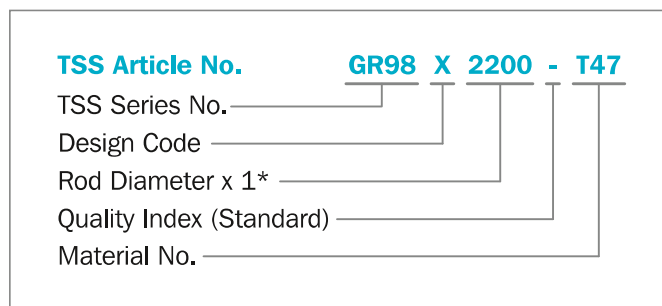 TSS Article No. GR98 X 2200 - T47
TSS Series No.
Design Code
Rod Diameter x 1*
Quality Index (Standard)
Material No.